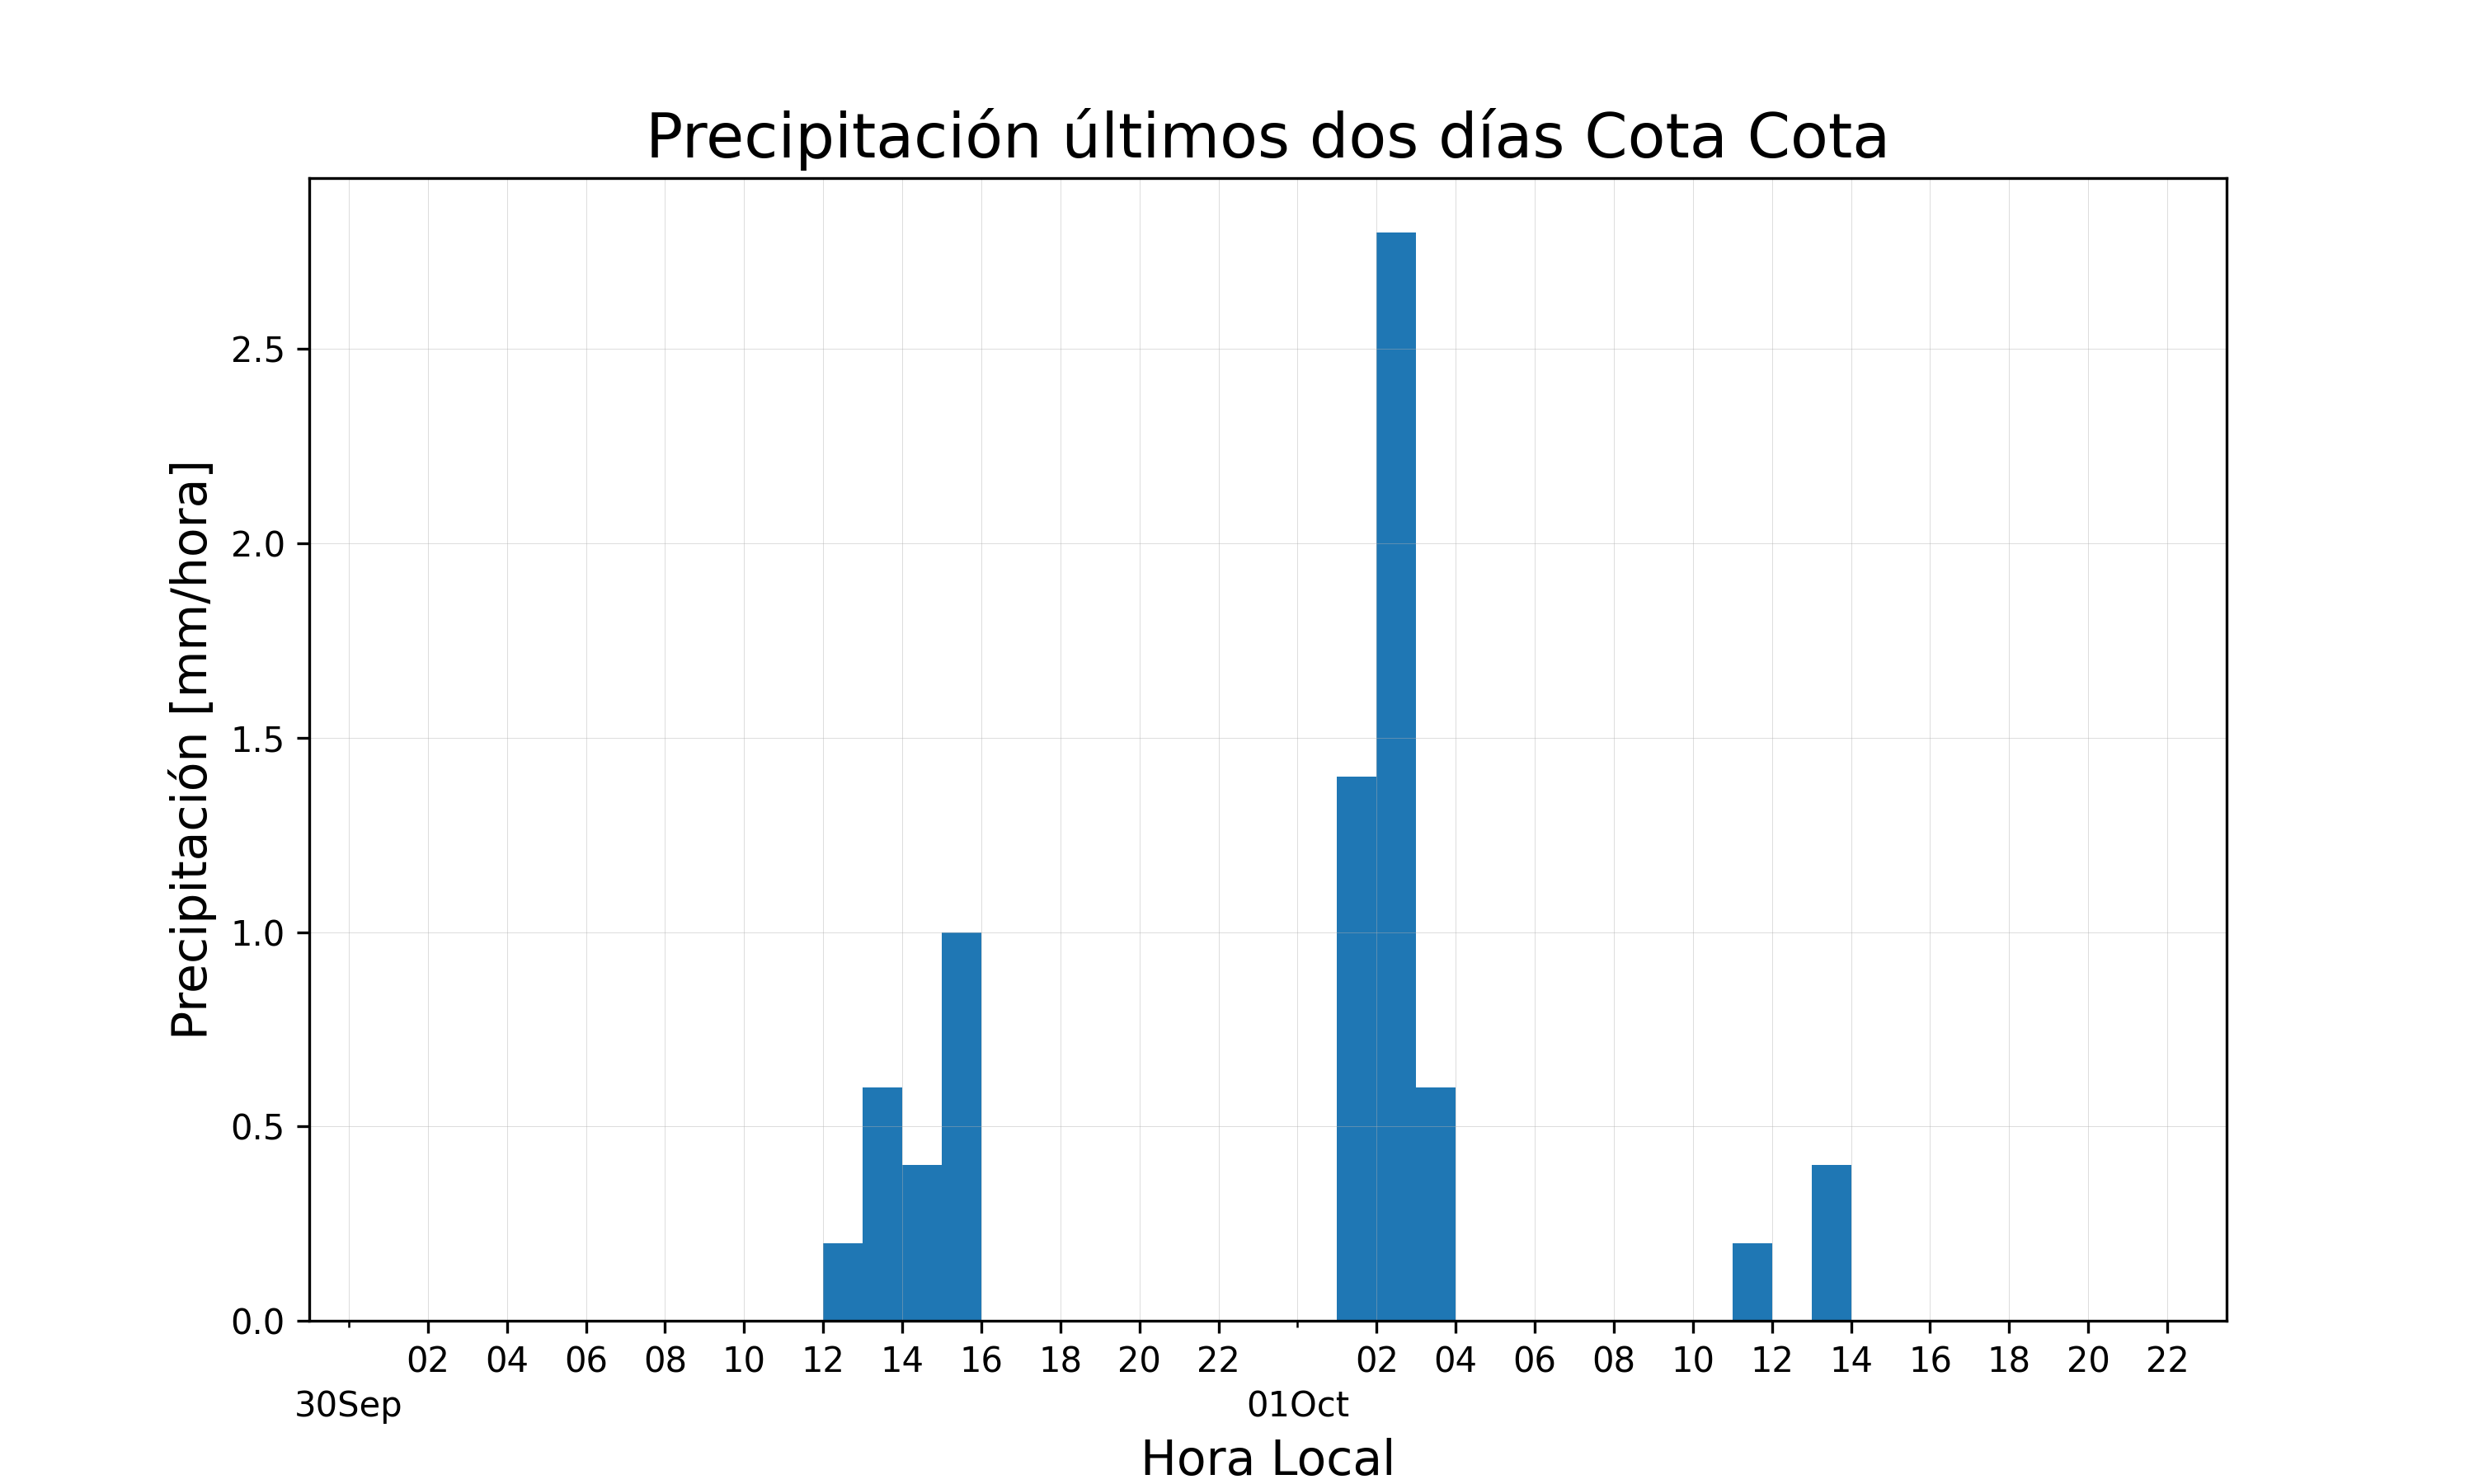 Precipitación últimos dos días Cota Cota
Precipitación [mm/hora]
2.5
2.0
1.5
1.0
0.5
0.0
02 04 06 08 10 12 14 16 18 20 22 02 04 06 08 10 12 14 16 18 20 22
30Sep 01Oct
Hora Local